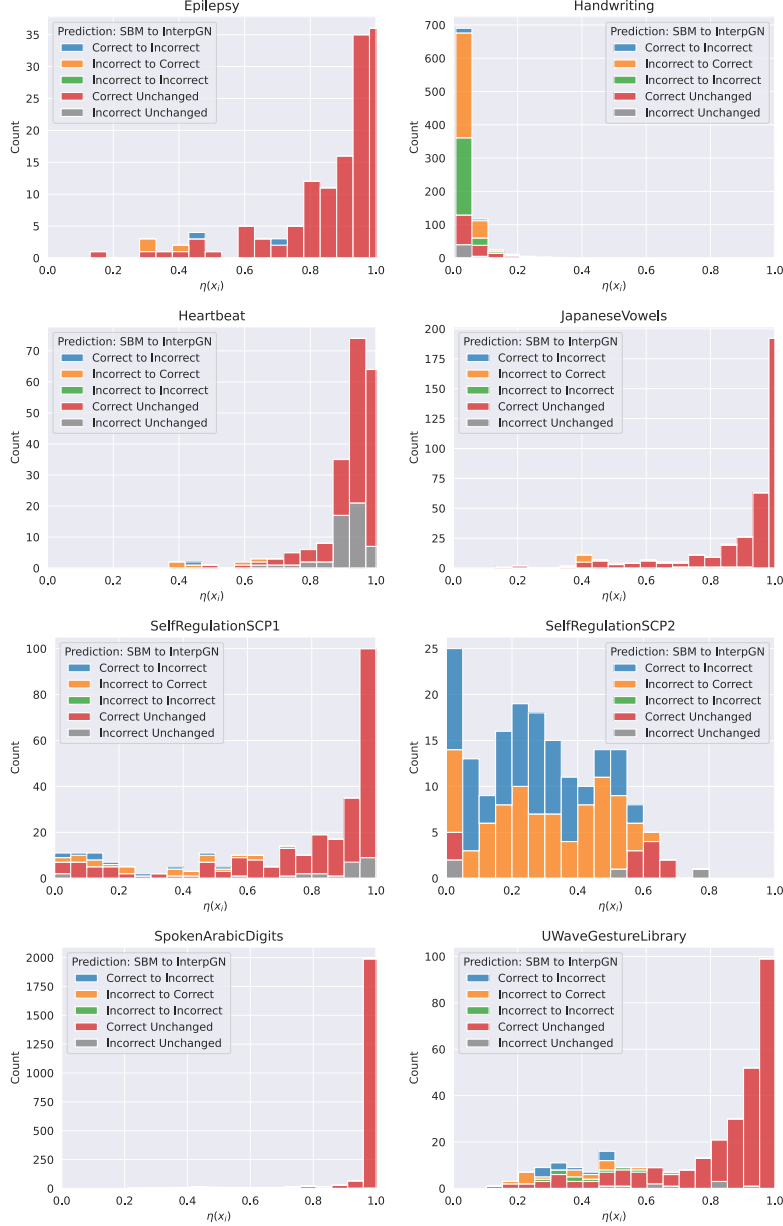 Epilepsy
Prediction: SBM to InterpGN
Correct to Incorrect
Incorrect to Correct
Incorrect to Incorrect
Correct Unchanged
Incorrect Unchanged
Count
35
30
25
20
15
10
5
0
0.0 0.2 0.4 0.6 0.8 1.0
η(xᵢ)
Handwriting
Prediction: SBM to InterpGN
Correct to Incorrect
Incorrect to Correct
Incorrect to Incorrect
Correct Unchanged
Incorrect Unchanged
Count
700
600
500
400
300
200
100
0
0.0 0.2 0.4 0.6 0.8 1.0
η(xᵢ)
Heartbeat
Prediction: SBM to InterpGN
Correct to Incorrect
Incorrect to Correct
Incorrect to Incorrect
Correct Unchanged
Incorrect Unchanged
Count
70
60
50
40
30
20
10
0
0.0 0.2 0.4 0.6 0.8 1.0
η(xᵢ)
JapaneseVowels
Prediction: SBM to InterpGN
Correct to Incorrect
Incorrect to Correct
Incorrect to Incorrect
Correct Unchanged
Incorrect Unchanged
Count
200
175
150
125
100
75
50
25
0
0.0 0.2 0.4 0.6 0.8 1.0
η(xᵢ)
SelfRegulationSCP1
Prediction: SBM to InterpGN
Correct to Incorrect
Incorrect to Correct
Incorrect to Incorrect
Correct Unchanged
Incorrect Unchanged
Count
100
80
60
40
20
0
0.0 0.2 0.4 0.6 0.8 1.0
η(xᵢ)
SelfRegulationSCP2
Prediction: SBM to InterpGN
Correct to Incorrect
Incorrect to Correct
Incorrect to Incorrect
Correct Unchanged
Incorrect Unchanged
Count
25
20
15
10
5
0
0.0 0.2 0.4 0.6 0.8 1.0
η(xᵢ)
SpokenArabicDigits
Prediction: SBM to InterpGN
Correct to Incorrect
Incorrect to Correct
Incorrect to Incorrect
Correct Unchanged
Incorrect Unchanged
Count
2000
1750
1500
1250
1000
750
500
250
0
0.0 0.2 0.4 0.6 0.8 1.0
η(xᵢ)
UWaveGestureLibrary
Prediction: SBM to InterpGN
Correct to Incorrect
Incorrect to Correct
Incorrect to Incorrect
Correct Unchanged
Incorrect Unchanged
Count
100
80
60
40
20
0
0.0 0.2 0.4 0.6 0.8 1.0
η(xᵢ)